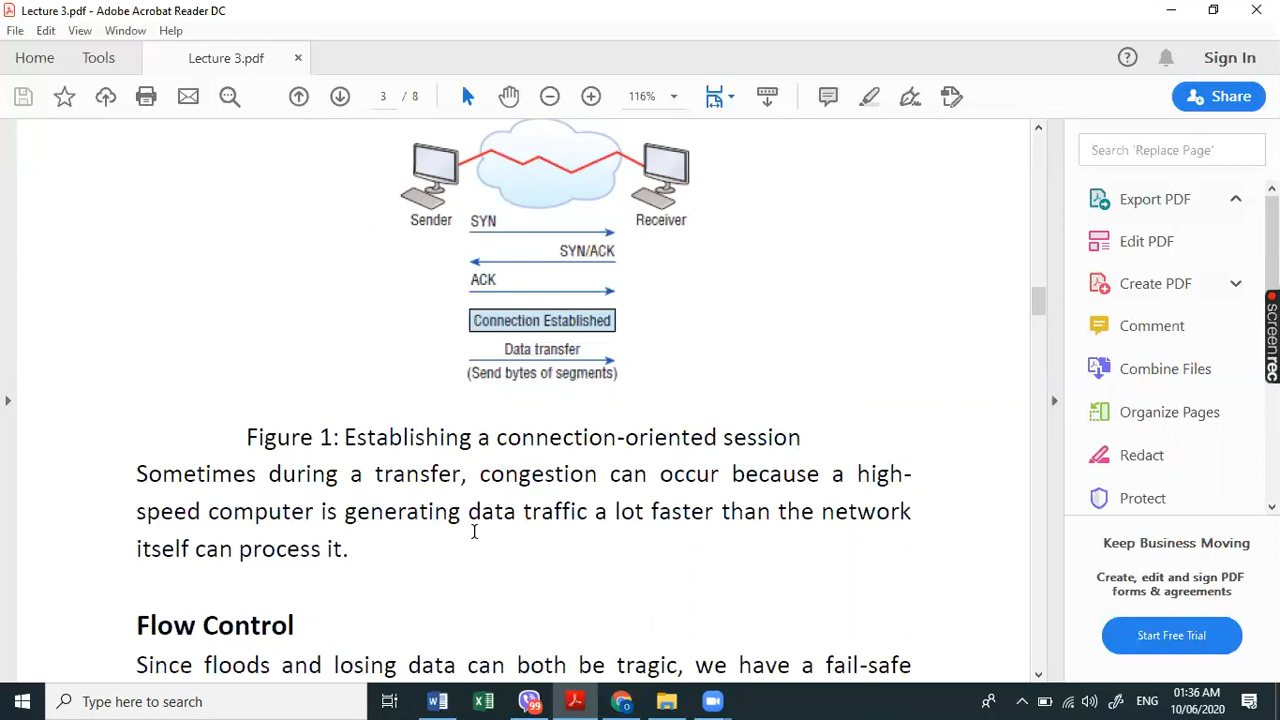 Lecture 3.pdf - Adobe Acrobat Reader DC
File Edit View Window Help
Home Tools Lecture 3.pdf × Sign In
3 / 8 116% Share
Sender SYN Receiver
SYN/ACK
ACK
Connection Established
Data transfer
(Send bytes of segments)
Figure 1: Establishing a connection-oriented session
Sometimes during a transfer, congestion can occur because a high-
speed computer is generating data traffic a lot faster than the network
itself can process it.
Flow Control
Since floods and losing data can both be tragic, we have a fail-safe
Search 'Replace Page'
Export PDF
Edit PDF
Create PDF
Comment
Combine Files
Organize Pages
Redact
Protect
Keep Business Moving
Create, edit and sign PDF
forms & agreements
Start Free Trial
screenrec
Type here to search
99
ENG
01:36 AM
10/06/2020